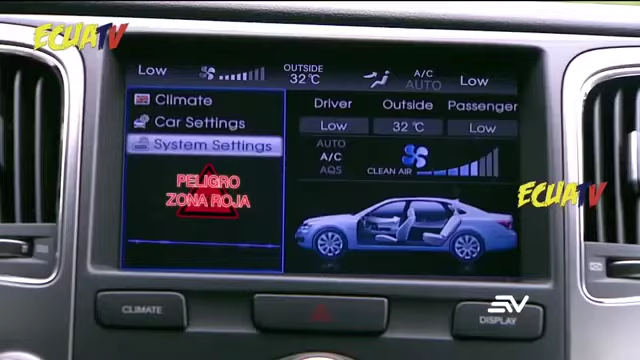 ECUATV
Low
OUTSIDE
32°C
A/C
AUTO
Low
Climate
Car Settings
System Settings
PELIGRO
ZONA ROJA
Driver
Outside
Passenger
Low
32°C
Low
AUTO
A/C
AQS
CLEAN AIR
ECUATV
CLIMATE
DISPLAY